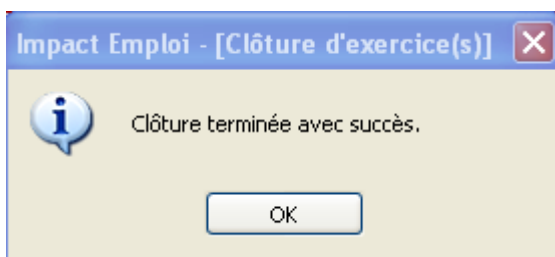 Impact Emploi - [Clôture d'exercice(s)]
Clôture terminée avec succès.
OK